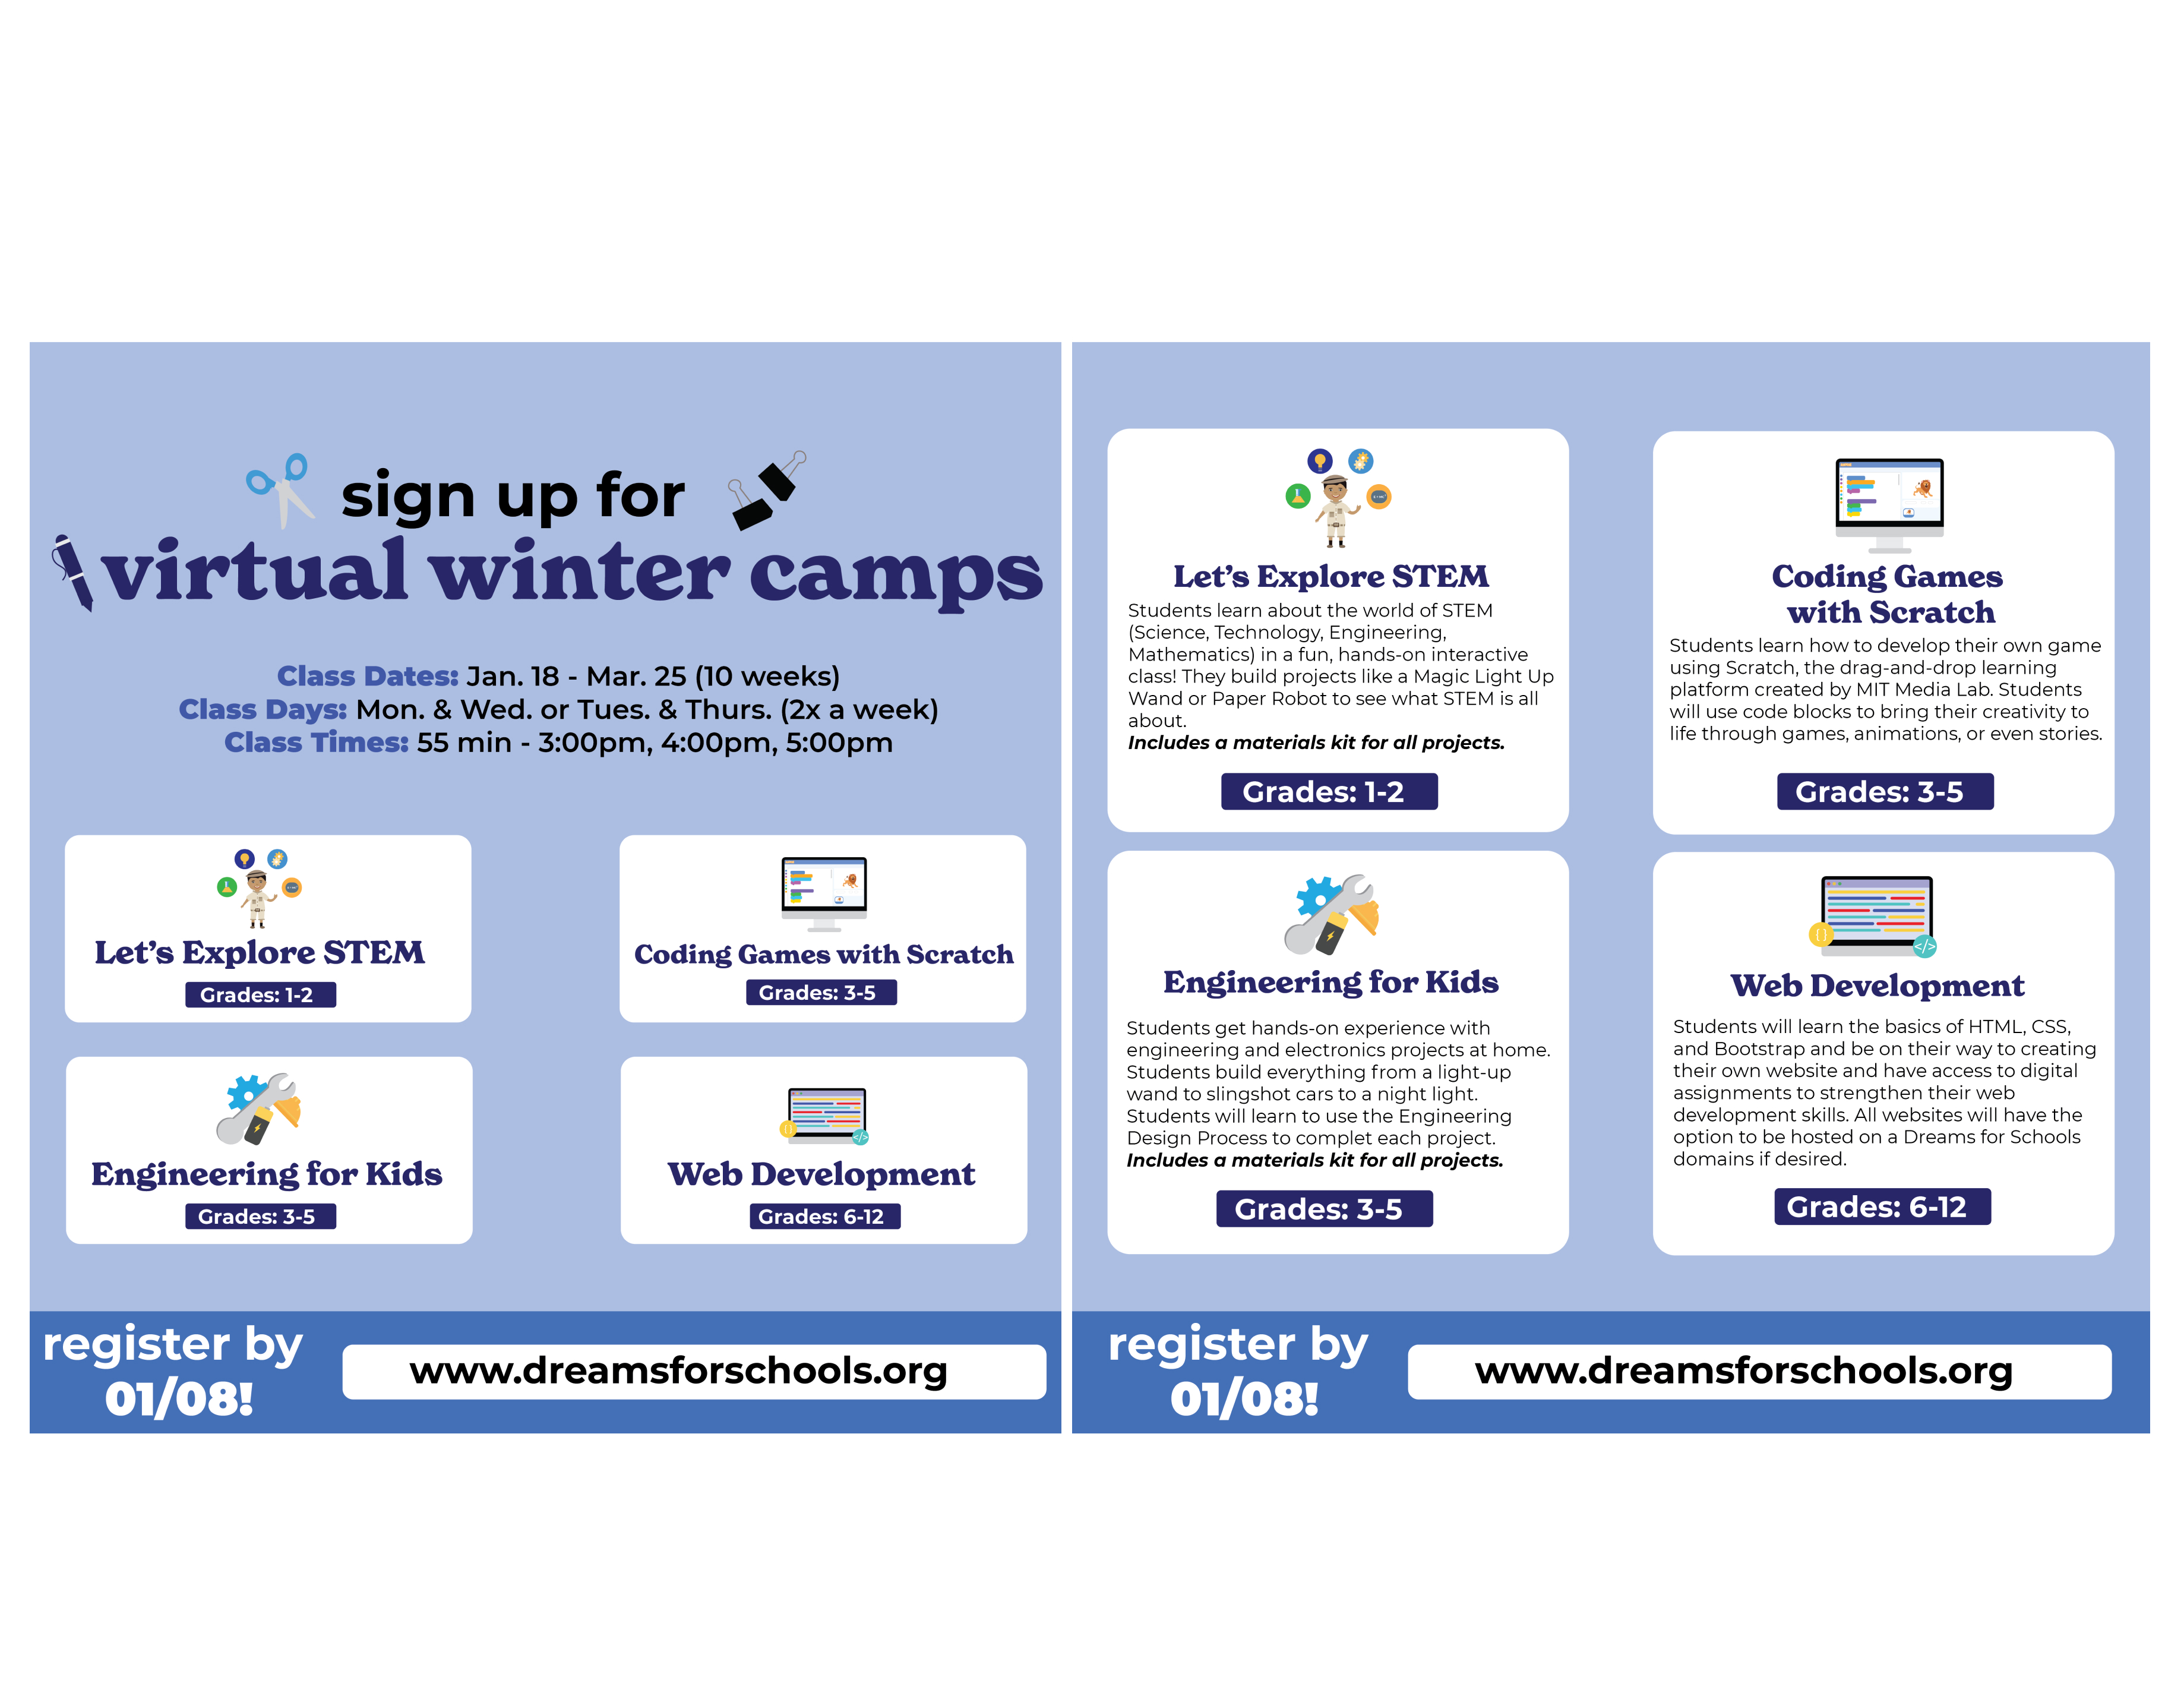 sign up for
virtual winter camps
Class Dates: Jan. 18 - Mar. 25 (10 weeks)
Class Days: Mon. & Wed. or Tues. & Thurs. (2x a week)
Class Times: 55 min - 3:00pm, 4:00pm, 5:00pm
Let's Explore STEM
Grades: 1-2
Coding Games with Scratch
Grades: 3-5
Engineering for Kids
Grades: 3-5
{ }
</>
Web Development
Grades: 6-12
register by
01/08!
www.dreamsforschools.org
Let's Explore STEM
Students learn about the world of STEM
(Science, Technology, Engineering,
Mathematics) in a fun, hands-on interactive
class! They build projects like a Magic Light Up
Wand or Paper Robot to see what STEM is all
about.
Includes a materials kit for all projects.
Grades: 1-2
Coding Games
with Scratch
Students learn how to develop their own game
using Scratch, the drag-and-drop learning
platform created by MIT Media Lab. Students
will use code blocks to bring their creativity to
life through games, animations, or even stories.
Grades: 3-5
Engineering for Kids
Students get hands-on experience with
engineering and electronics projects at home.
Students build everything from a light-up
wand to slingshot cars to a night light.
Students will learn to use the Engineering
Design Process to complet each project.
Includes a materials kit for all projects.
Grades: 3-5
{ }
</>
Web Development
Students will learn the basics of HTML, CSS,
and Bootstrap and be on their way to creating
their own website and have access to digital
assignments to strengthen their web
development skills. All websites will have the
option to be hosted on a Dreams for Schools
domains if desired.
Grades: 6-12
register by
01/08!
www.dreamsforschools.org